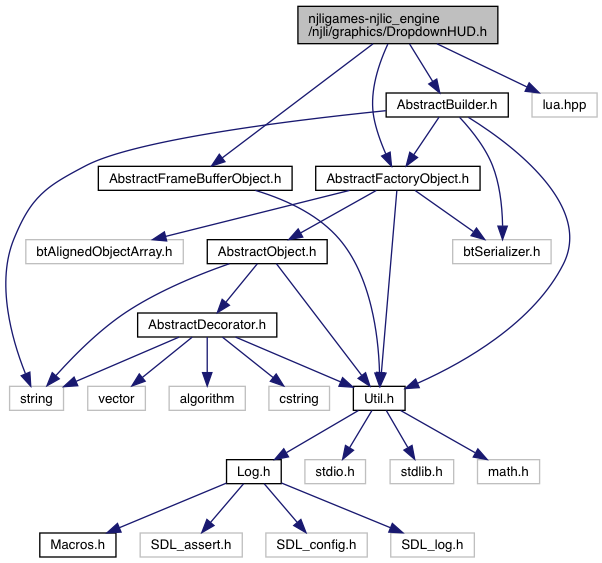 njligames-njlic_engine
/njli/graphics/DropdownHUD.h
AbstractBuilder.h
lua.hpp
AbstractFrameBufferObject.h
AbstractFactoryObject.h
btAlignedObjectArray.h
AbstractObject.h
btSerializer.h
AbstractDecorator.h
string
vector
algorithm
cstring
Util.h
Log.h
stdio.h
stdlib.h
math.h
Macros.h
SDL_assert.h
SDL_config.h
SDL_log.h